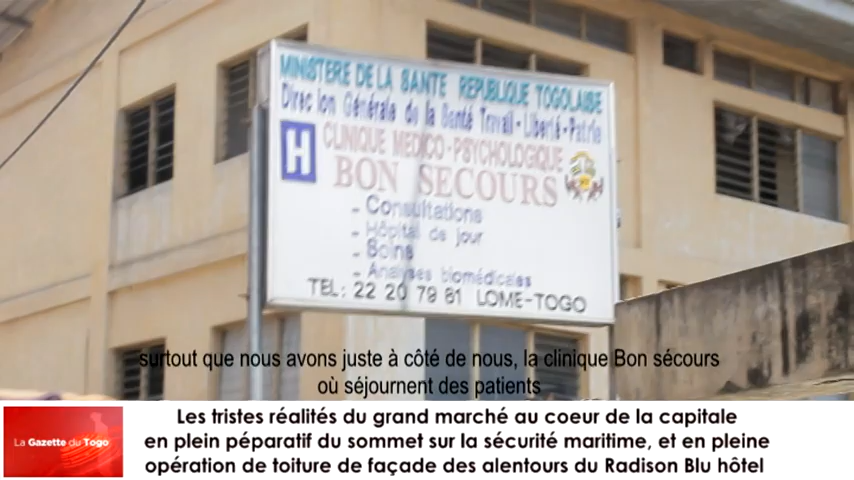 MINISTERE DE LA SANTE REPUBLIQUE TOGOLAISE
Direc ion Générale de la Santé Travail - Liberté - Patrie
H
CLINIQUE MEDICO - PSYCHOLOGIQUE
BON SECOURS
- Consultations
- Hôpital de jour
- Soins
- Analyses biomédicales
TEL: 22 20 79 81 LOME-TOGO
surtout que nous avons juste à côté de nous, la clinique Bon sécours
où séjournent des patients
La Gazette du Togo
Les tristes réalités du grand marché au coeur de la capitale
en plein péparatif du sommet sur la sécurité maritime, et en pleine
opération de toiture de façade des alentours du Radison Blu hôtel